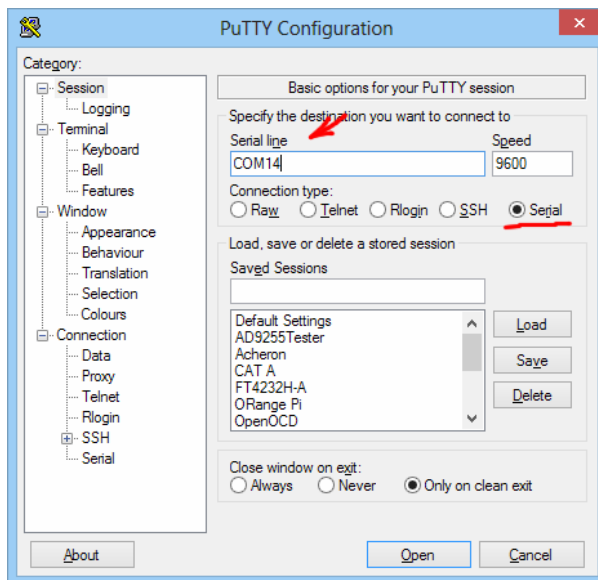 PuTTY Configuration
Category:
Session
Logging
Terminal
Keyboard
Bell
Features
Window
Appearance
Behaviour
Translation
Selection
Colours
Connection
Data
Proxy
Telnet
Rlogin
SSH
Serial
About
Basic options for your PuTTY session
Specify the destination you want to connect to
Serial line Speed
COM14 9600
Connection type:
Raw Telnet Rlogin SSH Serial
Load, save or delete a stored session
Saved Sessions
Default Settings
AD9255Tester
Acheron
CAT A
FT4232H-A
ORange Pi
OpenOCD
Load
Save
Delete
Close window on exit:
Always Never Only on clean exit
Open Cancel